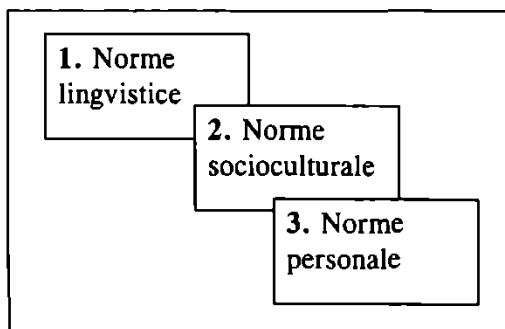 1. Norme
lingvistice
2. Norme
socioculturale
3. Norme
personale